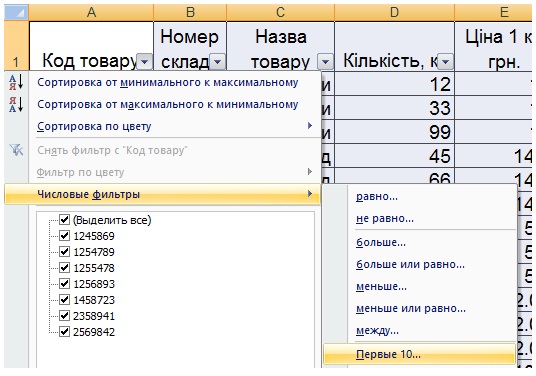 A B C D E
1
Код товару
Номер
склад
Назва
товару
Кількість, к
Ціна 1 к
грн.
Сортировка от минимального к максимальному
Сортировка от максимального к минимальному
Сортировка по цвету
Снять фильтр с "Код товару"
Фильтр по цвету
Числовые фильтры
(Выделить все)
1245869
1254789
1255478
1256893
1458723
2358941
2569842
равно...
не равно...
больше...
больше или равно...
меньше...
меньше или равно...
между...
Первые 10...
и 12 1
и 33 1
и 99 1
д 45 14
д 66 14
14
5
5
5
2.0
2.0
2.0